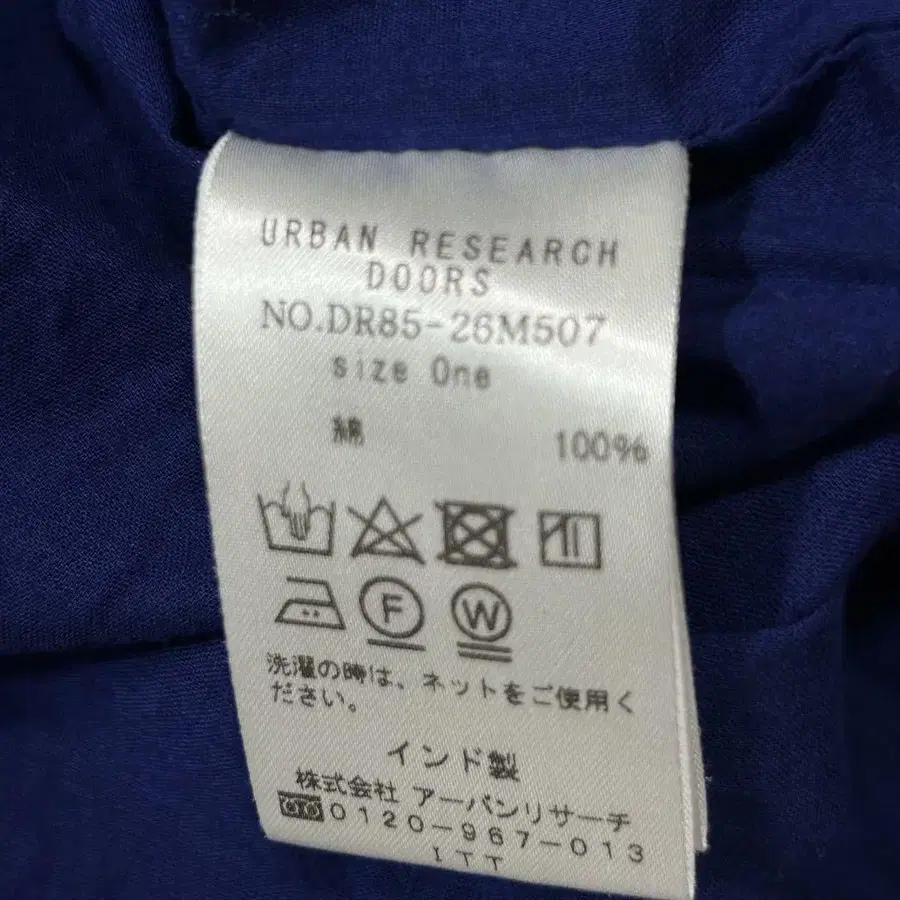 URBAN RESEARCH
DOORS
NO.DR85-26M507
size One
綿 100%
F W
洗濯の時は、ネットをご使用く
ださい。
インド製
株式会社 アーバンリサーチ
0120-967-013
ITT